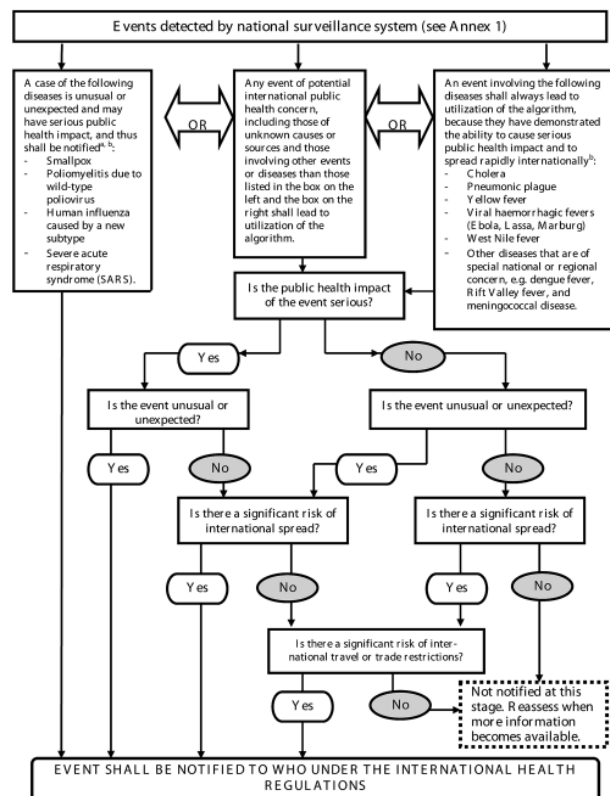 Events detected by national surveillance system (see Annex 1)
A case of the following
diseases is unusual or
unexpected and may
have serious public
health impact, and thus
shall be notifiedᵃ, ᵇ:
- Smallpox
- Poliomyelitis due to
wild-type
poliovirus
- Human influenza
caused by a new
subtype
- Severe acute
respiratory
syndrome (SARS).
OR
Any event of potential
international public
health concern,
including those of
unknown causes or
sources and those
involving other events
or diseases than those
listed in the box on the
left and the box on the
right shall lead to
utilization of the
algorithm.
OR
An event involving the following
diseases shall always lead to
utilization of the algorithm,
because they have demonstrated
the ability to cause serious
public health impact and to
spread rapidly internationallyᵇ:
- Cholera
- Pneumonic plague
- Yellow fever
- Viral haemorrhagic fevers
(Ebola, Lassa, Marburg)
- West Nile fever
- Other diseases that are of
special national or regional
concern, e.g. dengue fever,
Rift Valley fever, and
meningococcal disease.
Is the public health impact
of the event serious?
Yes
No
Is the event unusual or
unexpected?
Is the event unusual or unexpected?
Yes
No
Yes
No
Is there a significant risk of
international spread?
Is there a significant risk of
international spread?
Yes
No
Yes
No
Is there a significant risk of inter-
national travel or trade restrictions?
Yes
No
Not notified at this
stage. Reassess when
more information
becomes available.
EVENT SHALL BE NOTIFIED TO WHO UNDER THE INTERNATIONAL HEALTH
REGULATIONS